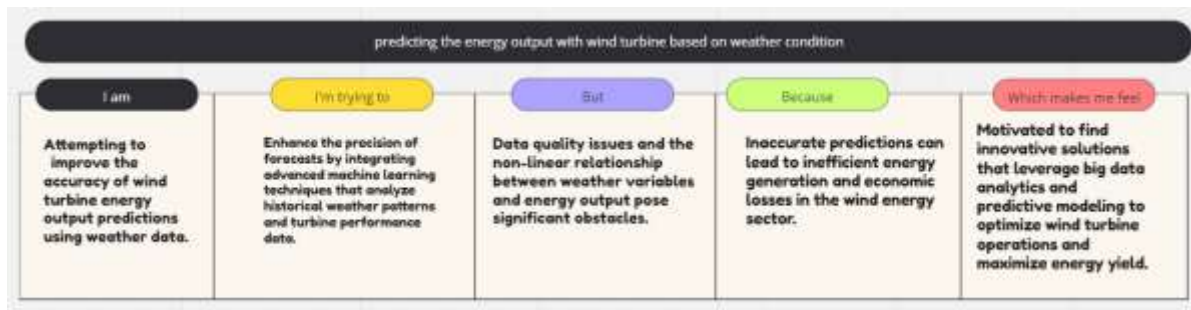 predicting the energy output with wind turbine based on weather condition
I am
Attempting to
improve the
accuracy of wind
turbine energy
output predictions
using weather data.
I'm trying to
Enhance the precision of
forecasts by integrating
advanced machine learning
techniques that analyze
historical weather patterns
and turbine performance
data.
But
Data quality issues and the
non-linear relationship
between weather variables
and energy output pose
significant obstacles.
Because
Inaccurate predictions can
lead to inefficient energy
generation and economic
losses in the wind energy
sector.
Which makes me feel
Motivated to find
innovative solutions
that leverage big data
analytics and
predictive modeling to
optimize wind turbine
operations and
maximize energy yield.